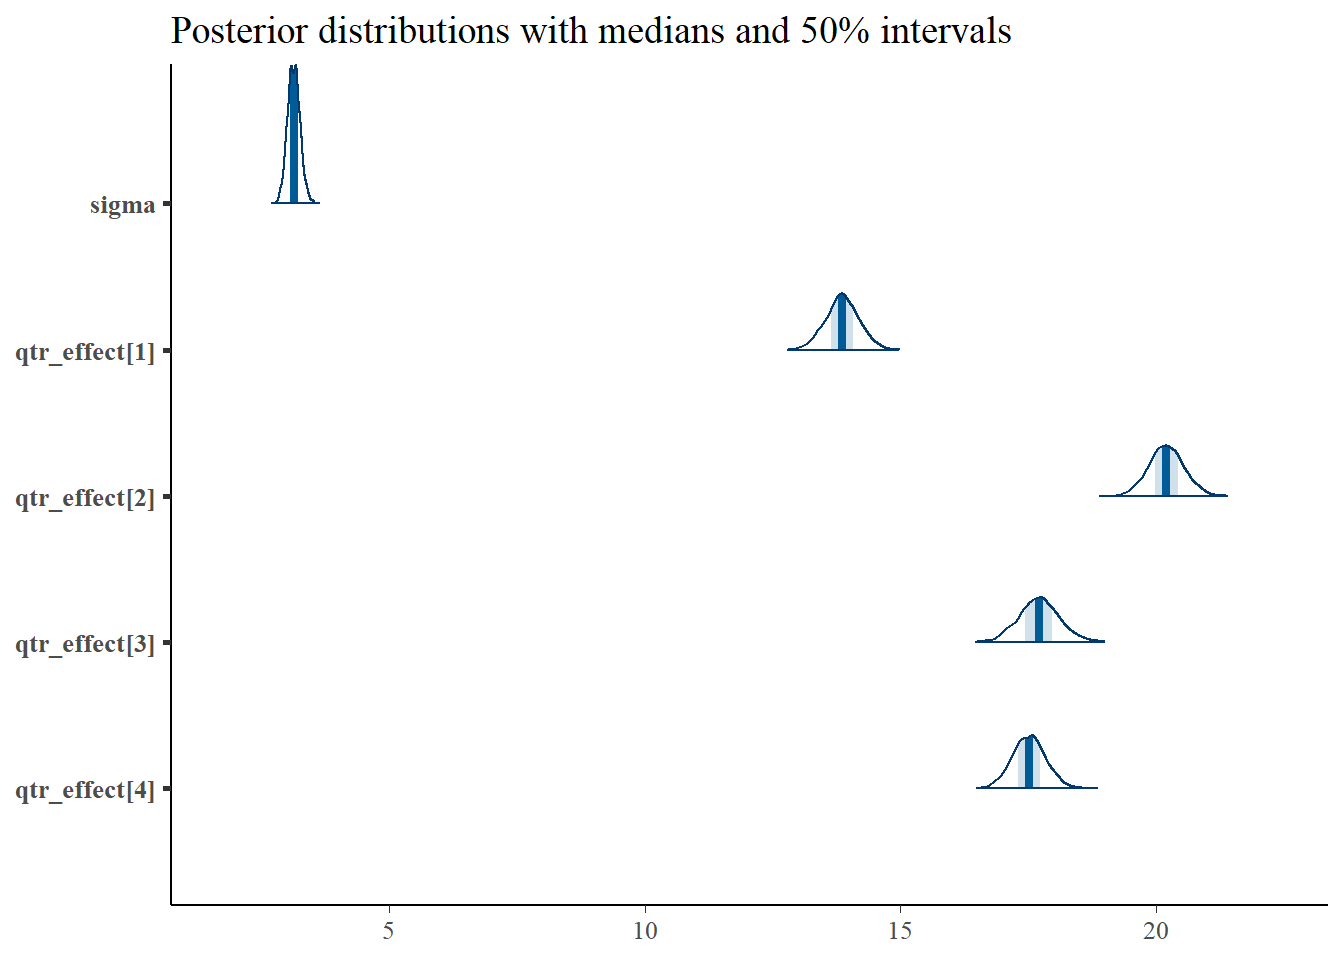 Posterior distributions with medians and 50% intervals
sigma
qtr_effect[1]
qtr_effect[2]
qtr_effect[3]
qtr_effect[4]
5 10 15 20